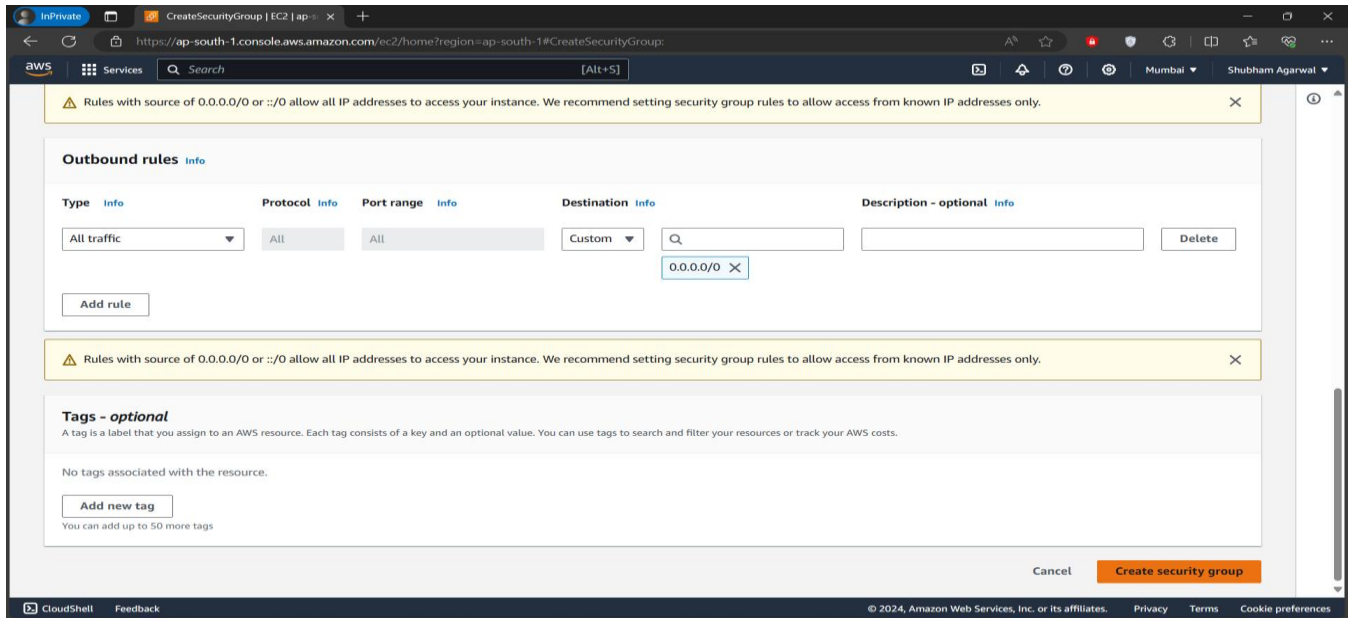 InPrivate
CreateSecurityGroup | EC2 | ap-s
https://ap-south-1.console.aws.amazon.com/ec2/home?region=ap-south-1#CreateSecurityGroup:
aws Services Search [Alt+S] Mumbai Shubham Agarwal
Rules with source of 0.0.0.0/0 or ::/0 allow all IP addresses to access your instance. We recommend setting security group rules to allow access from known IP addresses only.
Outbound rules Info
Type Info Protocol Info Port range Info Destination Info Description - optional Info
All traffic All All Custom Delete
0.0.0.0/0
Add rule
Rules with source of 0.0.0.0/0 or ::/0 allow all IP addresses to access your instance. We recommend setting security group rules to allow access from known IP addresses only.
Tags - optional
A tag is a label that you assign to an AWS resource. Each tag consists of a key and an optional value. You can use tags to search and filter your resources or track your AWS costs.
No tags associated with the resource.
Add new tag
You can add up to 50 more tags
Cancel Create security group
CloudShell Feedback © 2024, Amazon Web Services, Inc. or its affiliates. Privacy Terms Cookie preferences